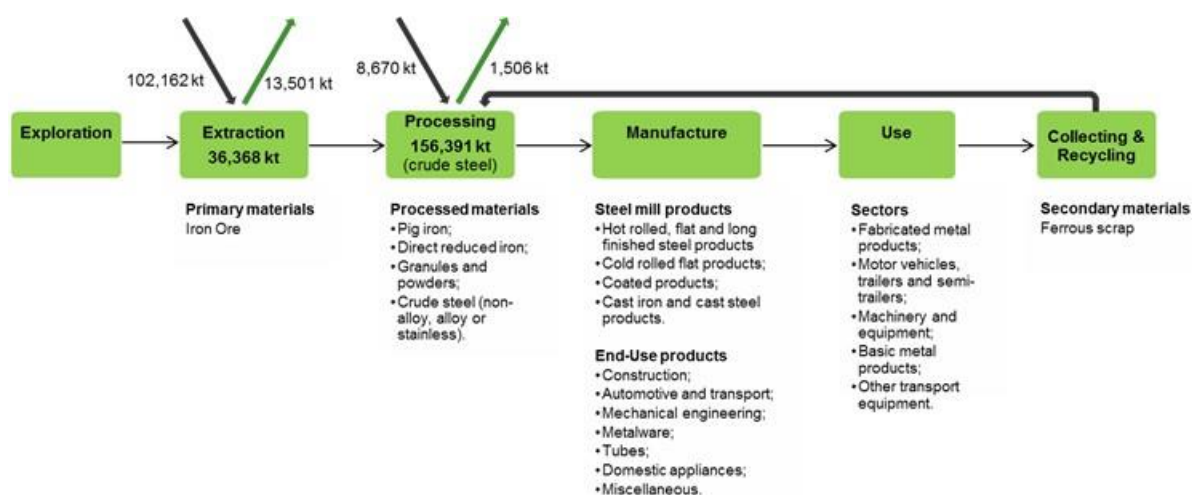 102,162 kt
13,501 kt
8,670 kt
1,506 kt
Exploration
Extraction
36,368 kt
Processing
156,391 kt
(crude steel)
Manufacture
Use
Collecting &
Recycling
Primary materials
Iron Ore
Processed materials
•Pig iron;
•Direct reduced iron;
•Granules and
powders;
•Crude steel (non-
alloy, alloy or
stainless).
Steel mill products
•Hot rolled, flat and long
finished steel products
•Cold rolled flat products;
•Coated products;
•Cast iron and cast steel
products.
End-Use products
•Construction;
•Automotive and transport;
•Mechanical engineering;
•Metalware;
•Tubes;
•Domestic appliances;
•Miscellaneous.
Sectors
•Fabricated metal
products;
•Motor vehicles,
trailers and semi-
trailers;
•Machinery and
equipment;
•Basic metal
products;
•Other transport
equipment.
Secondary materials
Ferrous scrap